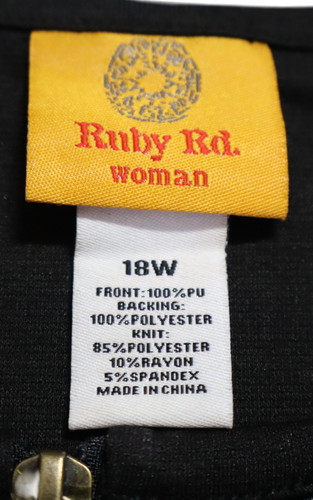 Ruby Rd.
woman
18W
FRONT:100%PU
BACKING:
100%POLYESTER
KNIT:
85%POLYESTER
10%RAYON
5%SPANDEX
MADE IN CHINA